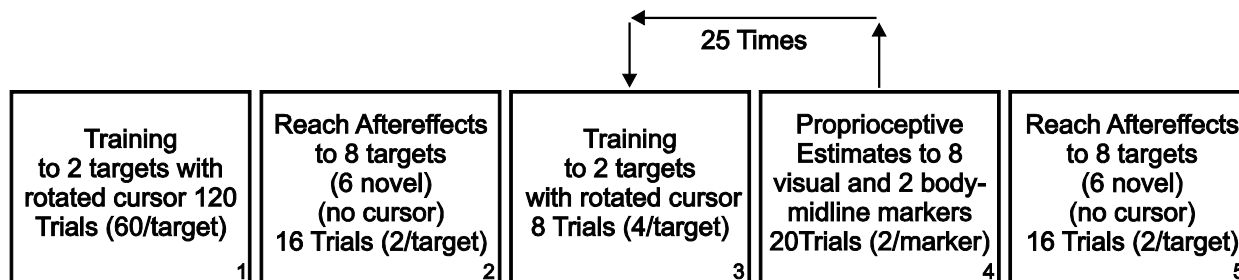 25 Times
Training
to 2 targets with
rotated cursor 120
Trials (60/target)
1
Reach Aftereffects
to 8 targets
(6 novel)
(no cursor)
16 Trials (2/target)
2
Training
to 2 targets
with rotated cursor
8 Trials (4/target)
3
Proprioceptive
Estimates to 8
visual and 2 body-
midline markers
20Trials (2/marker)
4
Reach Aftereffects
to 8 targets
(6 novel)
(no cursor)
16 Trials (2/target)
5